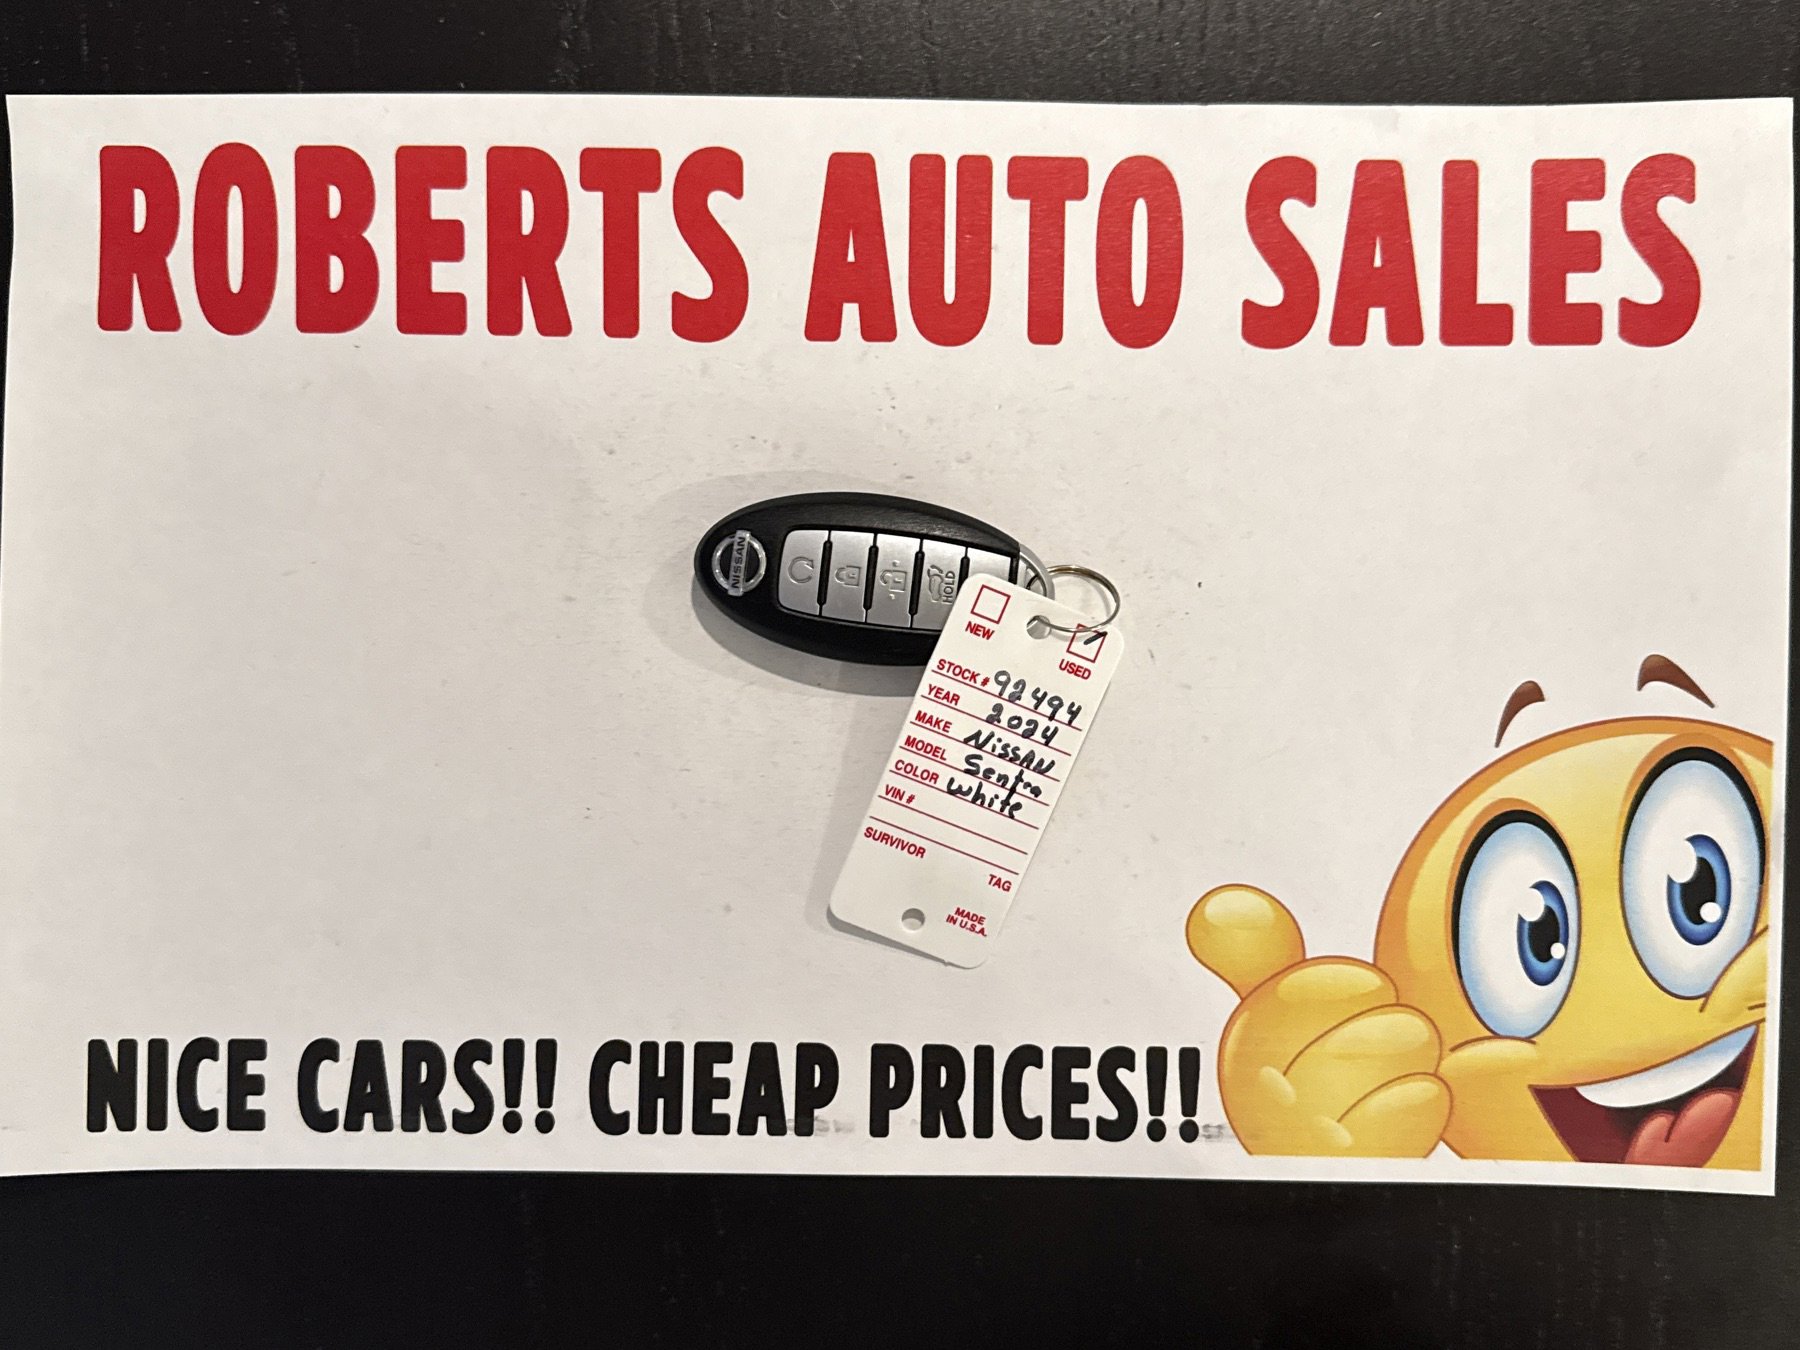 ROBERTS AUTO SALES
NISSAN
HOLD
NEW
USED
STOCK # 92494
YEAR 2024
MAKE NISSAN
MODEL Sentra
COLOR White
VIN #
SURVIVOR
TAG
MADE
IN U.S.A.
NICE CARS!! CHEAP PRICES!!